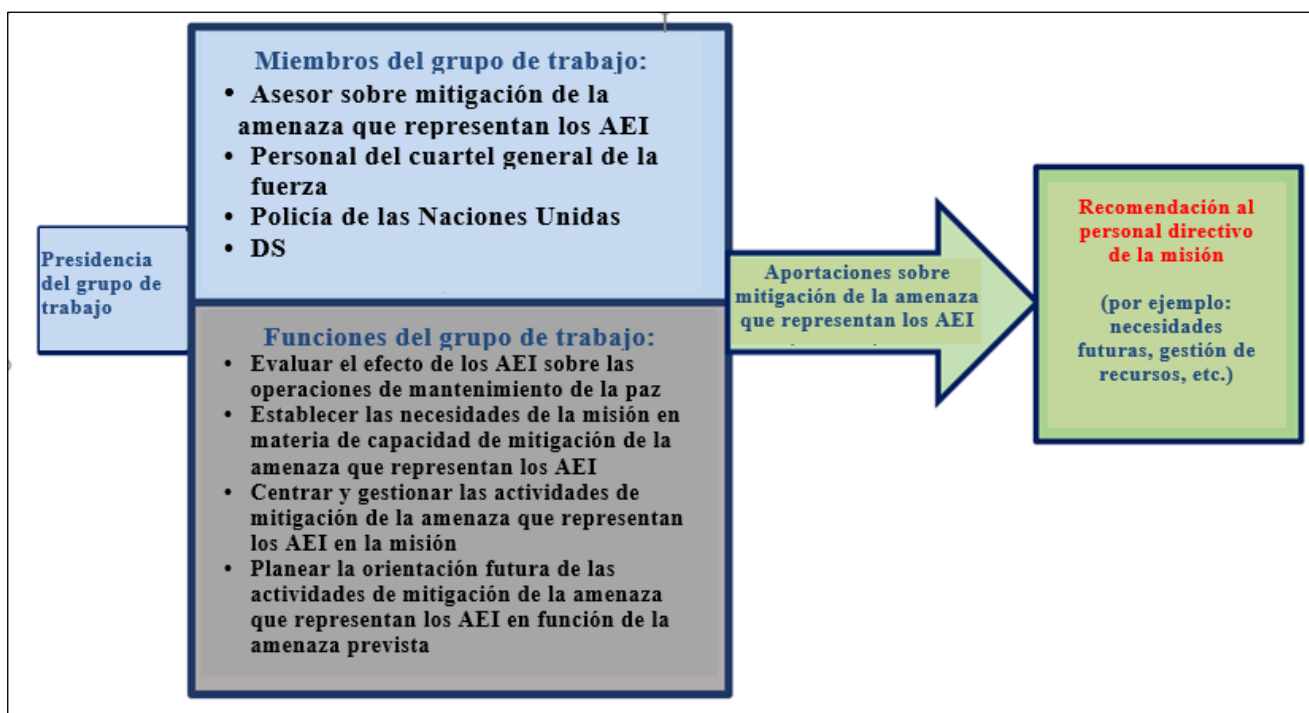 Presidencia
del grupo de
trabajo
Miembros del grupo de trabajo:
• Asesor sobre mitigación de la
amenaza que representan los AEI
• Personal del cuartel general de la
fuerza
• Policía de las Naciones Unidas
• DS
Funciones del grupo de trabajo:
• Evaluar el efecto de los AEI sobre las
operaciones de mantenimiento de la paz
• Establecer las necesidades de la misión en
materia de capacidad de mitigación de la
amenaza que representan los AEI
• Centrar y gestionar las actividades de
mitigación de la amenaza que representan
los AEI en la misión
• Planear la orientación futura de las
actividades de mitigación de la amenaza
que representan los AEI en función de la
amenaza prevista
Aportaciones sobre
mitigación de la amenaza
que representan los AEI
Recomendación al
personal directivo
de la misión
(por ejemplo:
necesidades
futuras, gestión de
recursos, etc.)